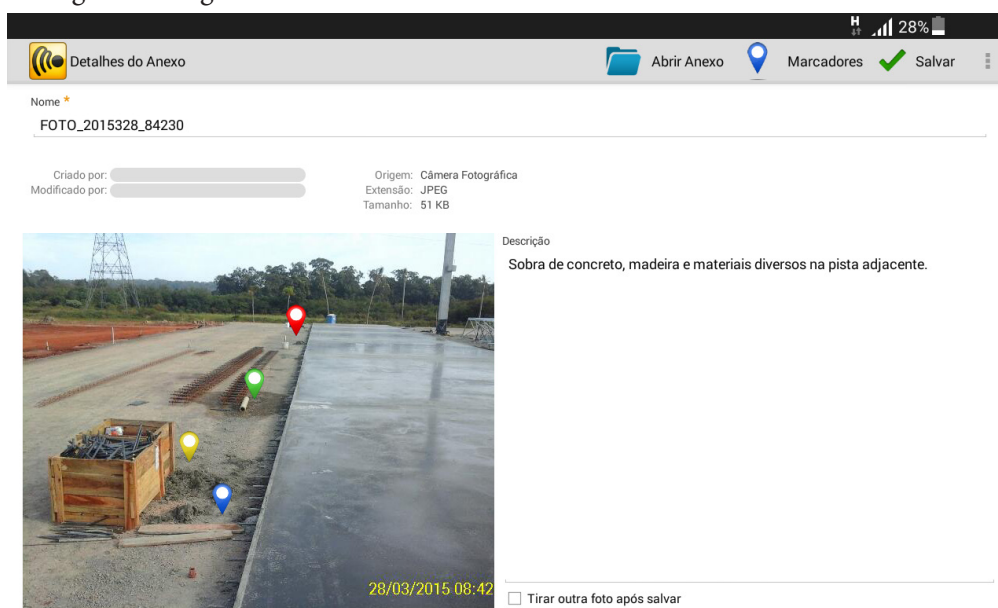 H
28%
Detalhes do Anexo
Abrir Anexo
Marcadores
Salvar
Nome *
FOTO_2015328_84230
Criado por:
Origem: Câmera Fotográfica
Modificado por:
Extensão: JPEG
Tamanho: 51 KB
Descrição
Sobra de concreto, madeira e materiais diversos na pista adjacente.
28/03/2015 08:42
Tirar outra foto após salvar